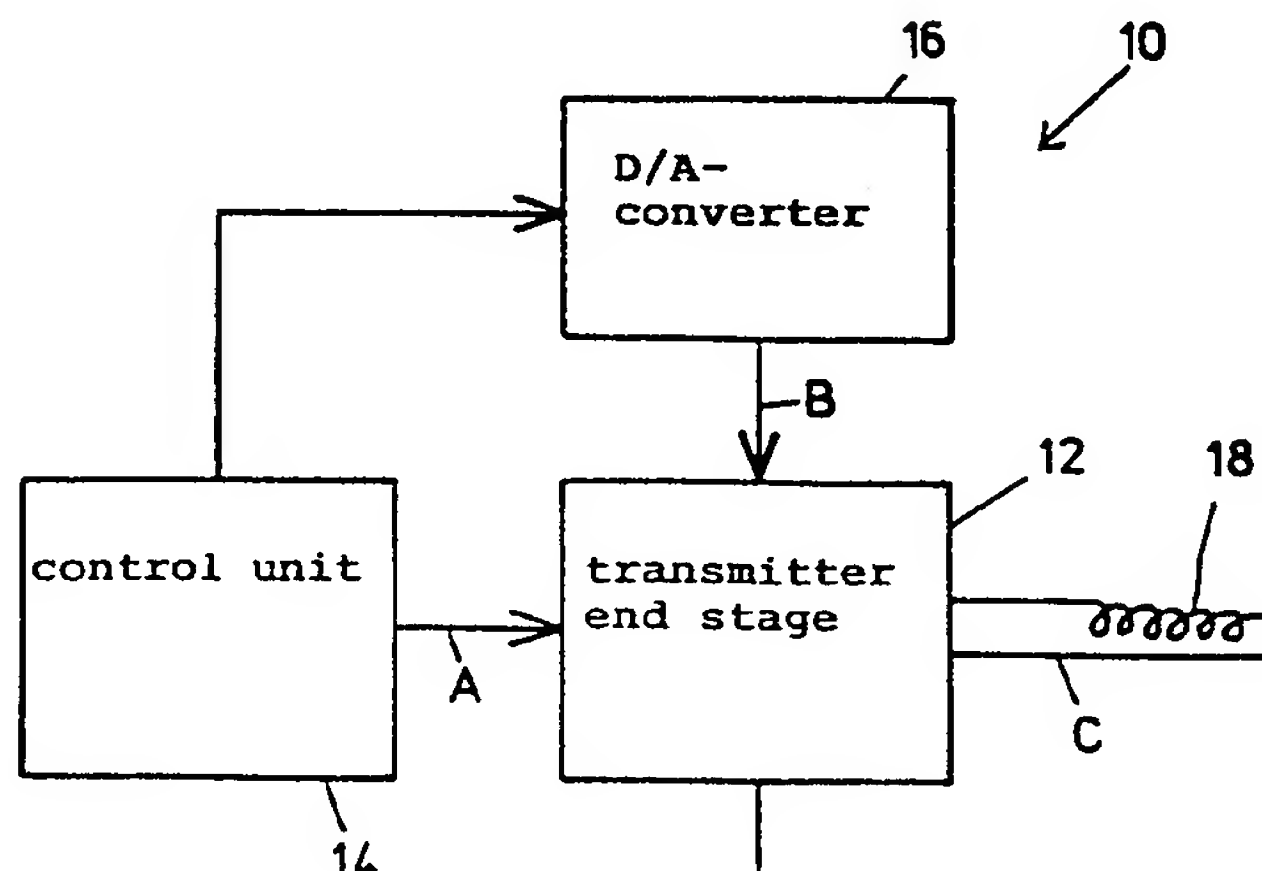 16
10
D/A-
converter
B
12
18
control unit
transmitter
end stage
A
C
14